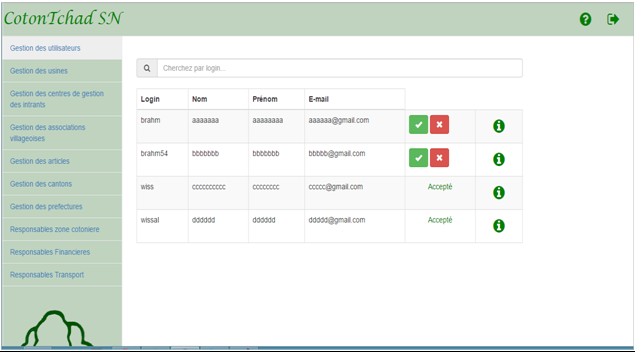 CotonTchad SN
Gestion des utilisateurs
Gestion des usines
Gestion des centres de gestion
des intrants
Gestion des associations
villageoises
Gestion des articles
Gestion des cantons
Gestion des prefectures
Responsables zone cotoniere
Responsables Financieres
Responsables Transport
Cherchez par login...
Login Nom Prénom E-mail
brahm aaaaaaa aaaaaaaa aaaaaa@gmail.com
brahm54 bbbbbbb bbbbbbb bbbbb@gmail.com
wiss cccccccccc cccccccc ccccc@gmail.com Accepté
wissal dddddd dddddd ddddd@gmail.com Accepté